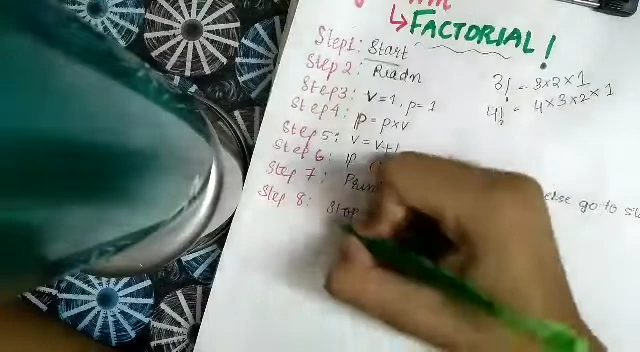 ↳FACTORIAL!
Step1: Start
Step 2: Readn
Step3: v=1, p=1
Step4: p=p×v
Step5: v=v+1
Step 6: else go to
Step 7:
Step 8: Stop
3! = 3×2×1
4! = 4×3×2×1